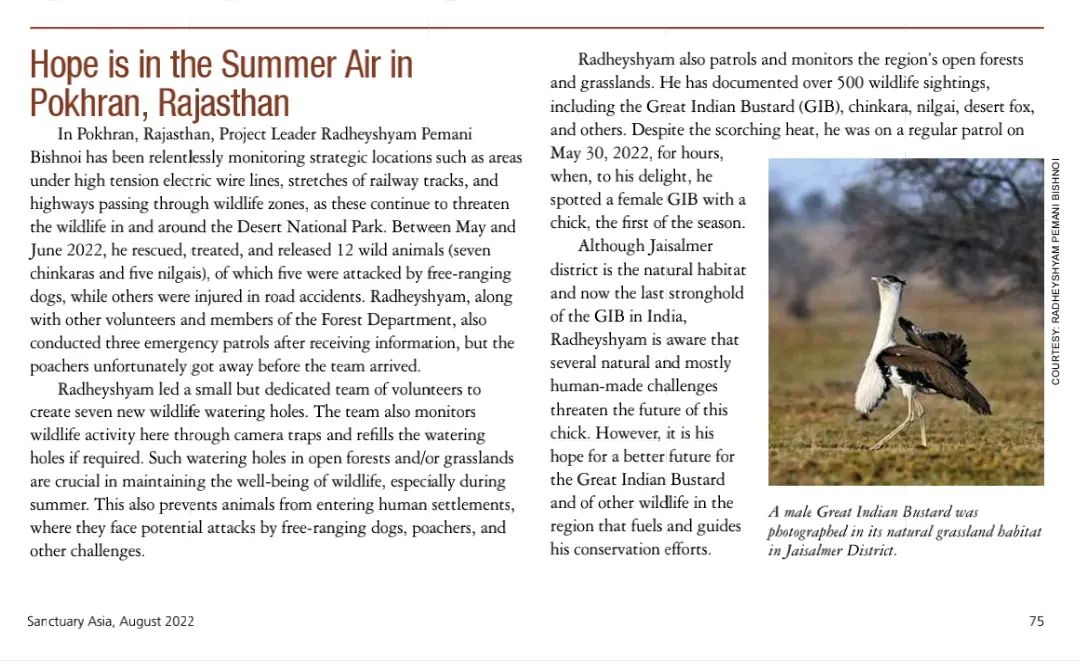 Hope is in the Summer Air in
Pokhran, Rajasthan
In Pokhran, Rajasthan, Project Leader Radheyshyam Pemani
Bishnoi has been relentlessly monitoring strategic locations such as areas
under high tension electric wire lines, stretches of railway tracks, and
highways passing through wildlife zones, as these continue to threaten
the wildlife in and around the Desert National Park. Between May and
June 2022, he rescued, treated, and released 12 wild animals (seven
chinkaras and five nilgais), of which five were attacked by free-ranging
dogs, while others were injured in road accidents. Radheyshyam, along
with other volunteers and members of the Forest Department, also
conducted three emergency patrols after receiving information, but the
poachers unfortunately got away before the team arrived.
Radheyshyam led a small but dedicated team of volunteers to
create seven new wildlife watering holes. The team also monitors
wildlife activity here through camera traps and refills the watering
holes if required. Such watering holes in open forests and/or grasslands
are crucial in maintaining the well-being of wildlife, especially during
summer. This also prevents animals from entering human settlements,
where they face potential attacks by free-ranging dogs, poachers, and
other challenges.
Radheyshyam also patrols and monitors the region's open forests
and grasslands. He has documented over 500 wildlife sightings,
including the Great Indian Bustard (GIB), chinkara, nilgai, desert fox,
and others. Despite the scorching heat, he was on a regular patrol on
May 30, 2022, for hours,
when, to his delight, he
spotted a female GIB with a
chick, the first of the season.
Although Jaisalmer
district is the natural habitat
and now the last stronghold
of the GIB in India,
Radheyshyam is aware that
several natural and mostly
human-made challenges
threaten the future of this
chick. However, it is his
hope for a better future for
the Great Indian Bustard
and of other wildlife in the
region that fuels and guides
his conservation efforts.
COURTESY: RADHEYSHYAM PEMANI BISHNOI
A male Great Indian Bustard was
photographed in its natural grassland habitat
in Jaisalmer District.
Sanctuary Asia, August 2022
75